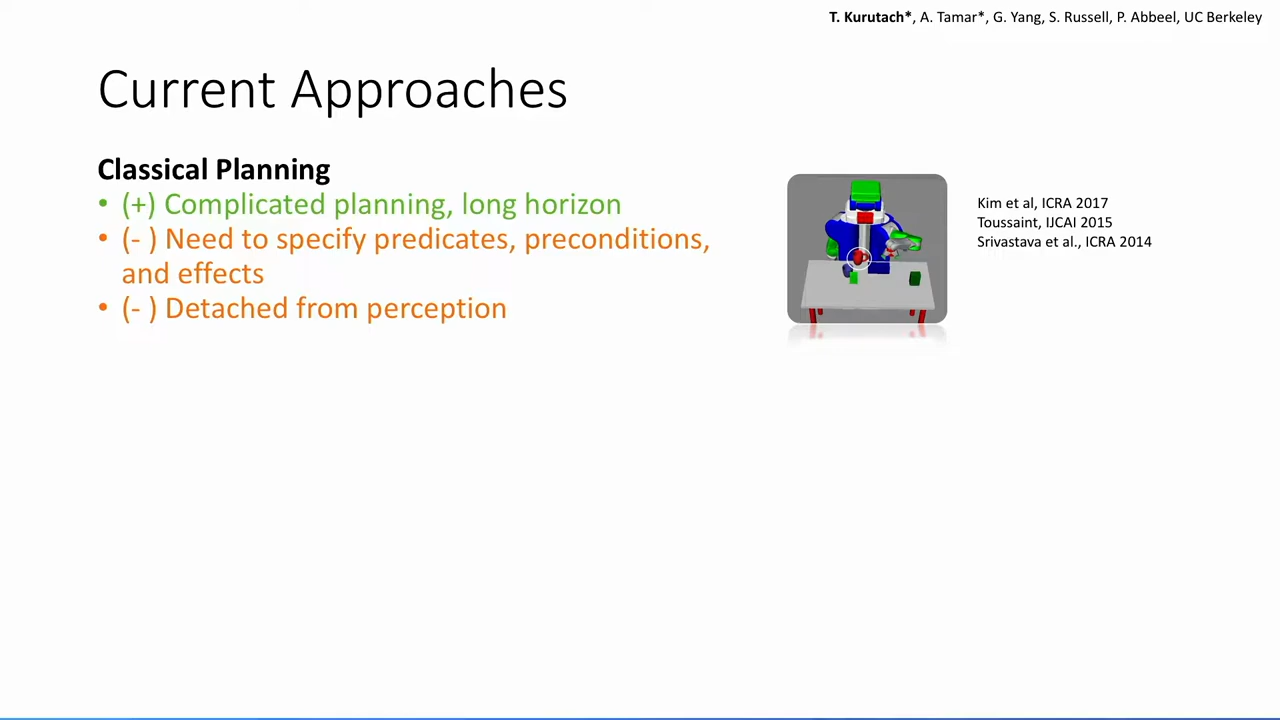 T. Kurutach*, A. Tamar*, G. Yang, S. Russell, P. Abbeel, UC Berkeley
Current Approaches
Classical Planning
• (+) Complicated planning, long horizon
• (- ) Need to specify predicates, preconditions,
and effects
• (- ) Detached from perception
Kim et al, ICRA 2017
Toussaint, IJCAI 2015
Srivastava et al., ICRA 2014